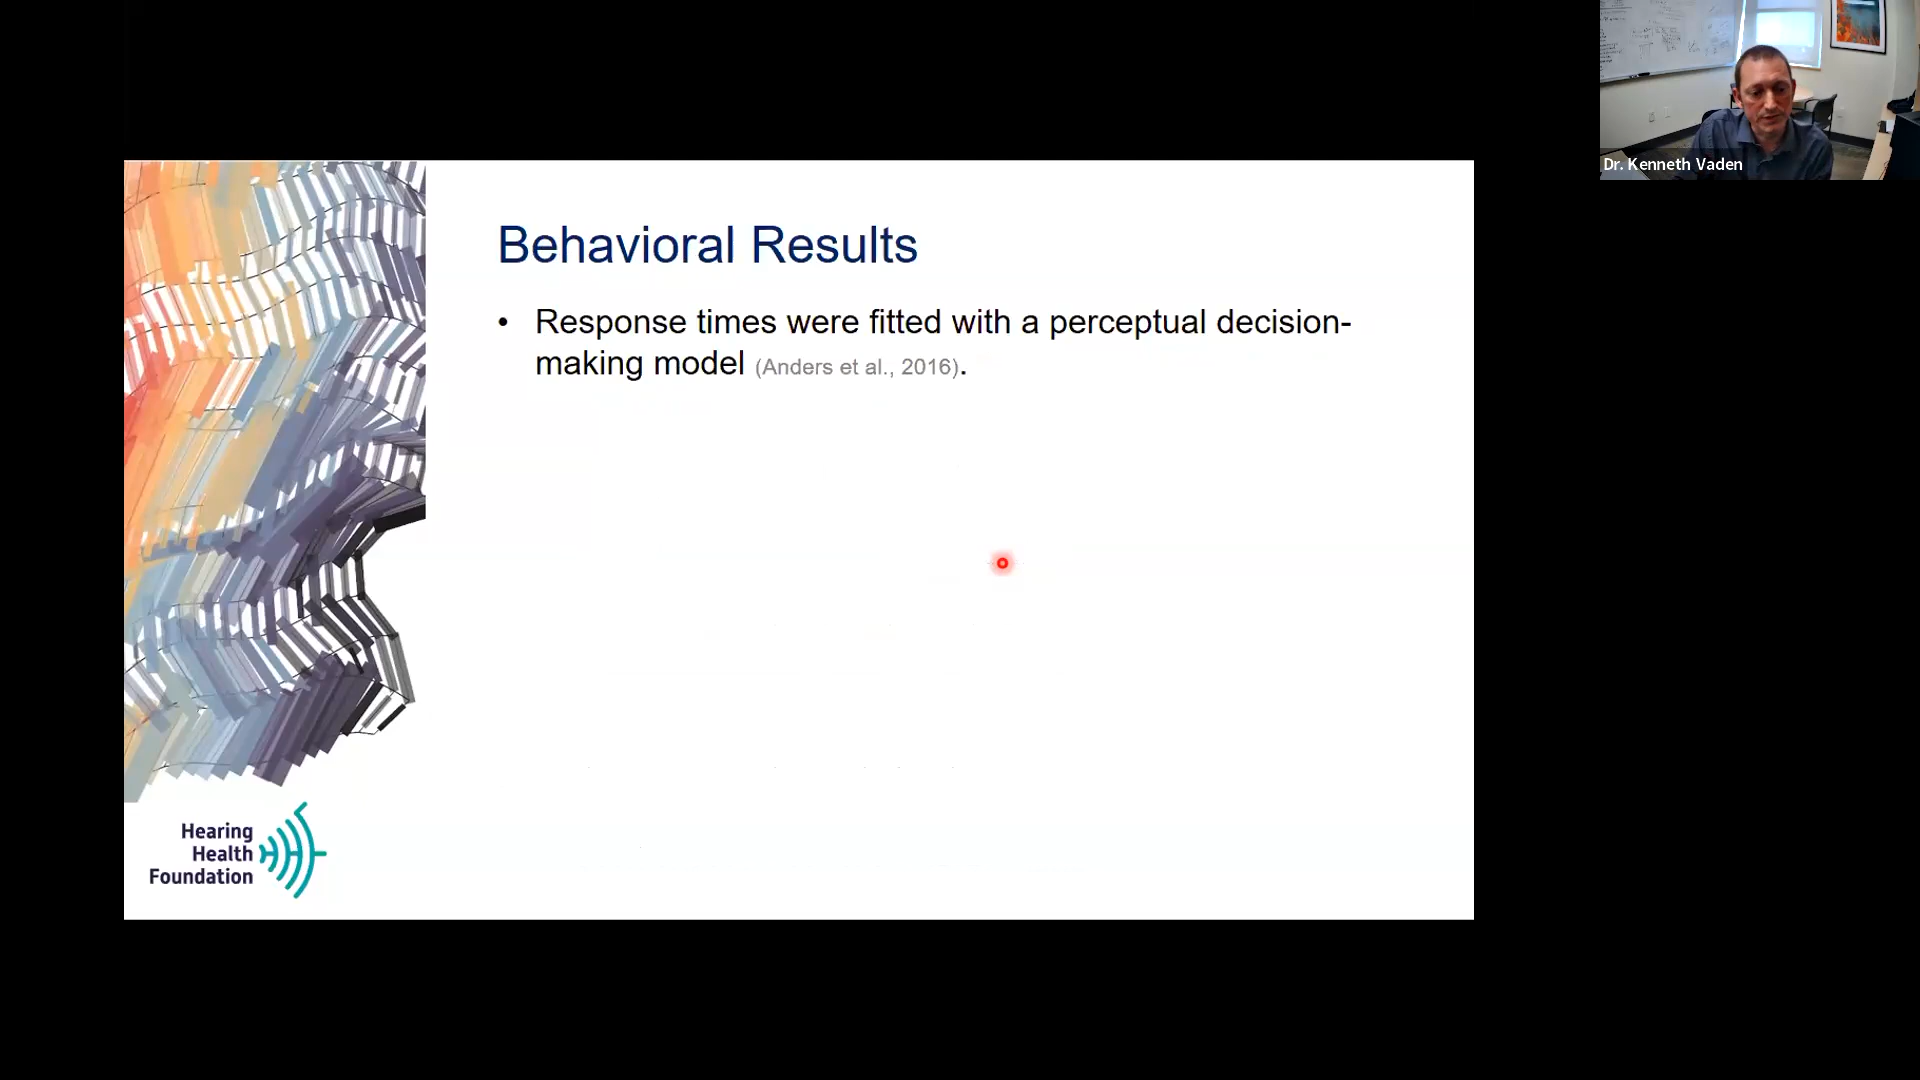 Dr. Kenneth Vaden
Behavioral Results
• Response times were fitted with a perceptual decision-
making model (Anders et al., 2016).
Hearing
Health
Foundation